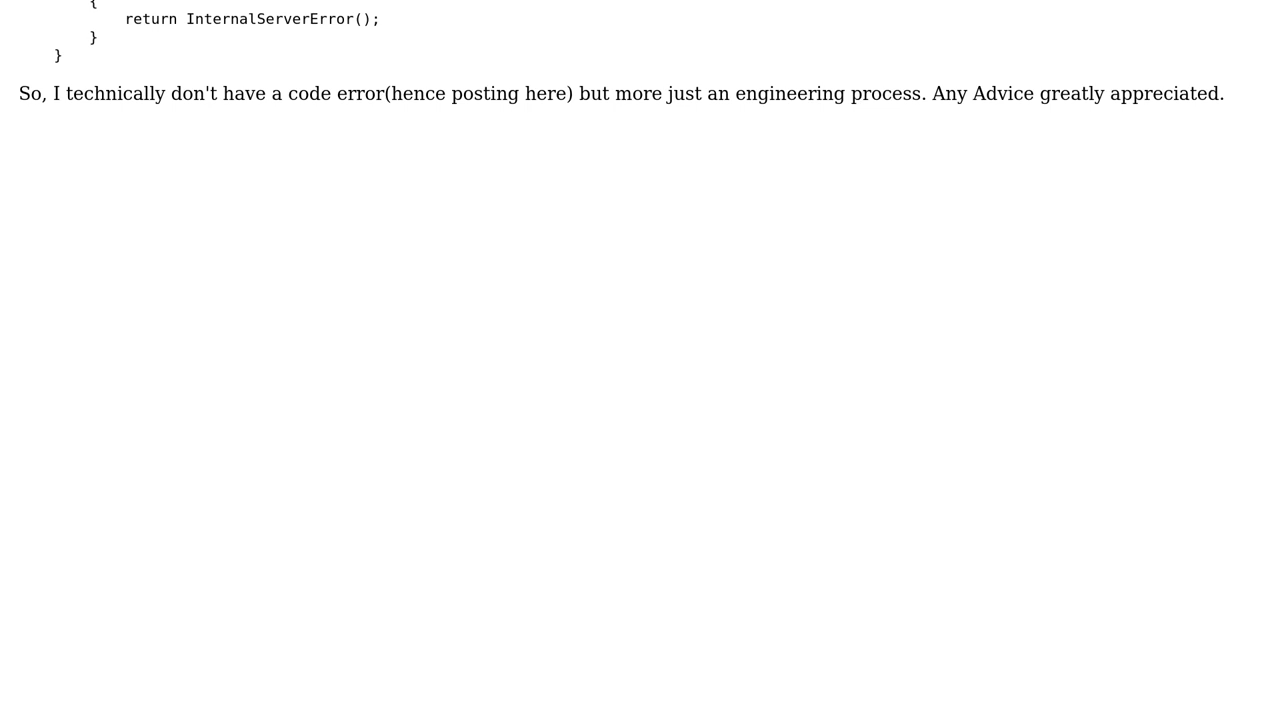 {
return InternalServerError();
}
}
So, I technically don't have a code error(hence posting here) but more just an engineering process. Any Advice greatly appreciated.